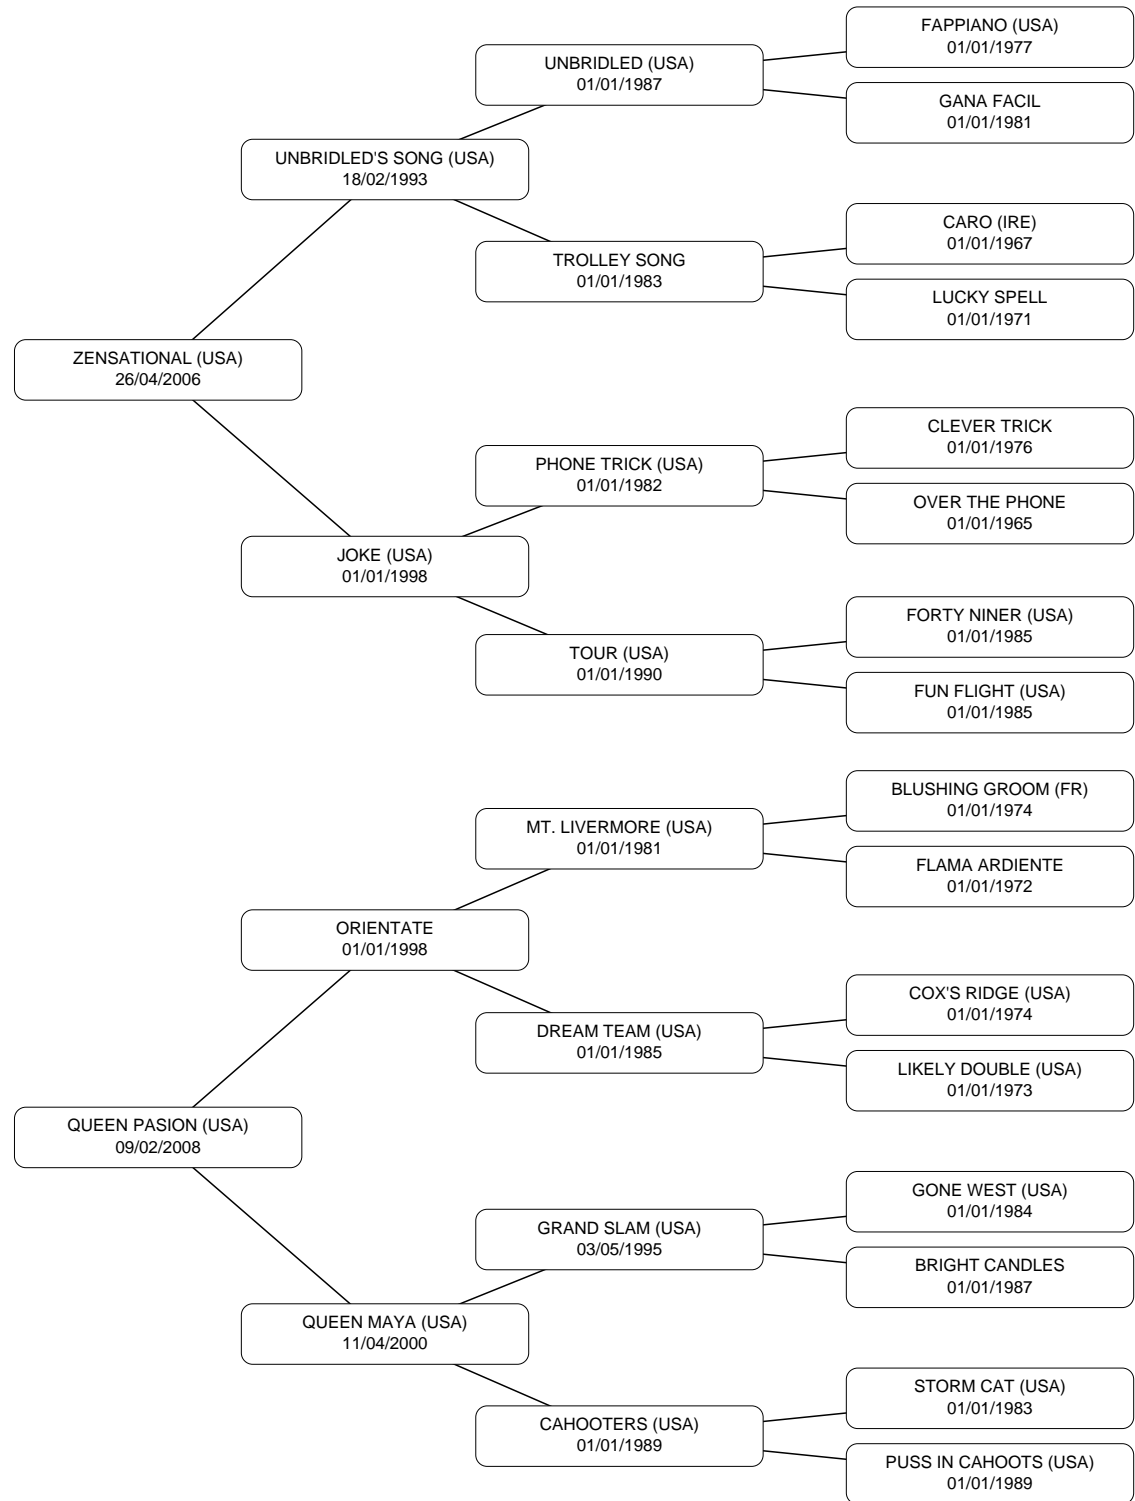 FAPPIANO (USA)
01/01/1977
UNBRIDLED (USA)
01/01/1987
GANA FACIL
01/01/1981
UNBRIDLED'S SONG (USA)
18/02/1993
CARO (IRE)
01/01/1967
TROLLEY SONG
01/01/1983
LUCKY SPELL
01/01/1971
ZENSATIONAL (USA)
26/04/2006
CLEVER TRICK
01/01/1976
PHONE TRICK (USA)
01/01/1982
OVER THE PHONE
01/01/1965
JOKE (USA)
01/01/1998
FORTY NINER (USA)
01/01/1985
TOUR (USA)
01/01/1990
FUN FLIGHT (USA)
01/01/1985
BLUSHING GROOM (FR)
01/01/1974
MT. LIVERMORE (USA)
01/01/1981
FLAMA ARDIENTE
01/01/1972
ORIENTATE
01/01/1998
COX'S RIDGE (USA)
01/01/1974
DREAM TEAM (USA)
01/01/1985
LIKELY DOUBLE (USA)
01/01/1973
QUEEN PASION (USA)
09/02/2008
GONE WEST (USA)
01/01/1984
GRAND SLAM (USA)
03/05/1995
BRIGHT CANDLES
01/01/1987
QUEEN MAYA (USA)
11/04/2000
STORM CAT (USA)
01/01/1983
CAHOOTERS (USA)
01/01/1989
PUSS IN CAHOOTS (USA)
01/01/1989